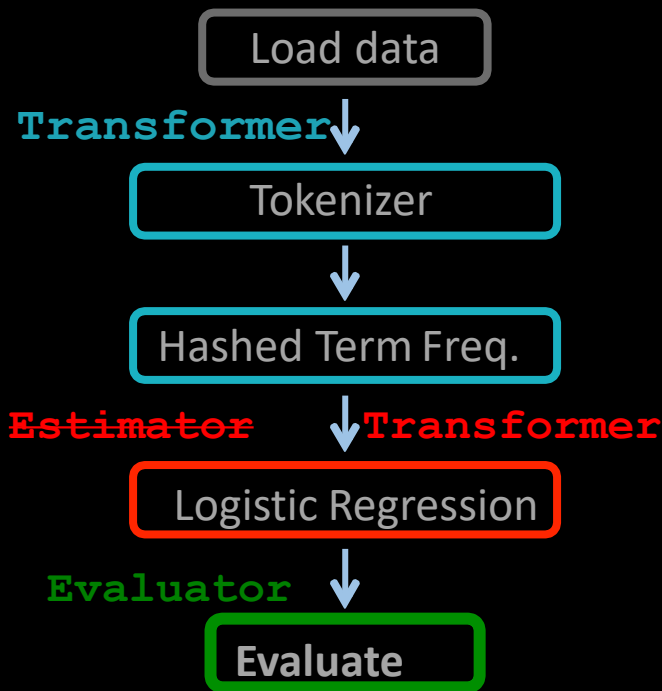 Load data
Transformer
Tokenizer
Hashed Term Freq.
Estimator Transformer
Logistic Regression
Evaluator
Evaluate